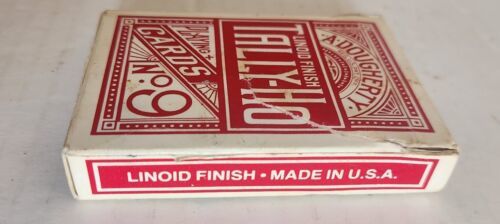 A. DOUGHERTY
LINOID FINISH
TALLY-HO
No. 9
PLAYING
CARDS
LINOID FINISH • MADE IN U.S.A.